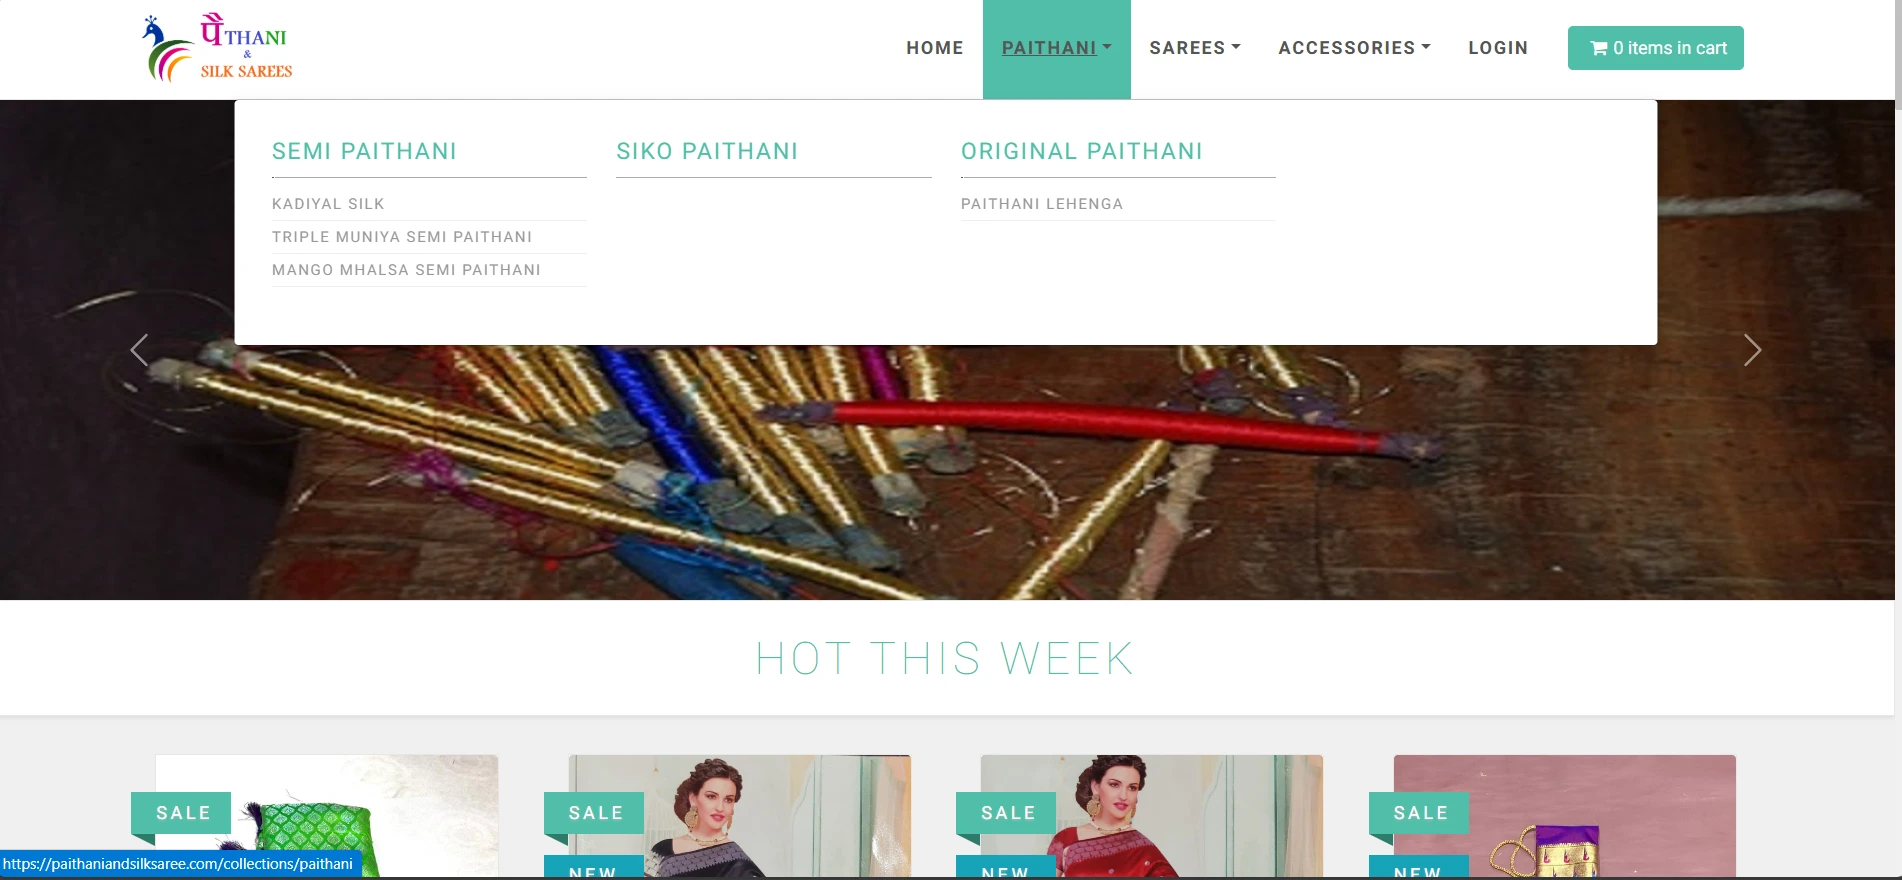 पैTHANI
&
SILK SAREES
HOME PAITHANI SAREES ACCESSORIES LOGIN 0 items in cart
SEMI PAITHANI
KADIYAL SILK
TRIPLE MUNIYA SEMI PAITHANI
MANGO MHALSA SEMI PAITHANI
SIKO PAITHANI
ORIGINAL PAITHANI
PAITHANI LEHENGA
HOT THIS WEEK
SALE
SALE
NEW
SALE
NEW
SALE
NEW
https://paithaniandsilksaree.com/collections/paithani